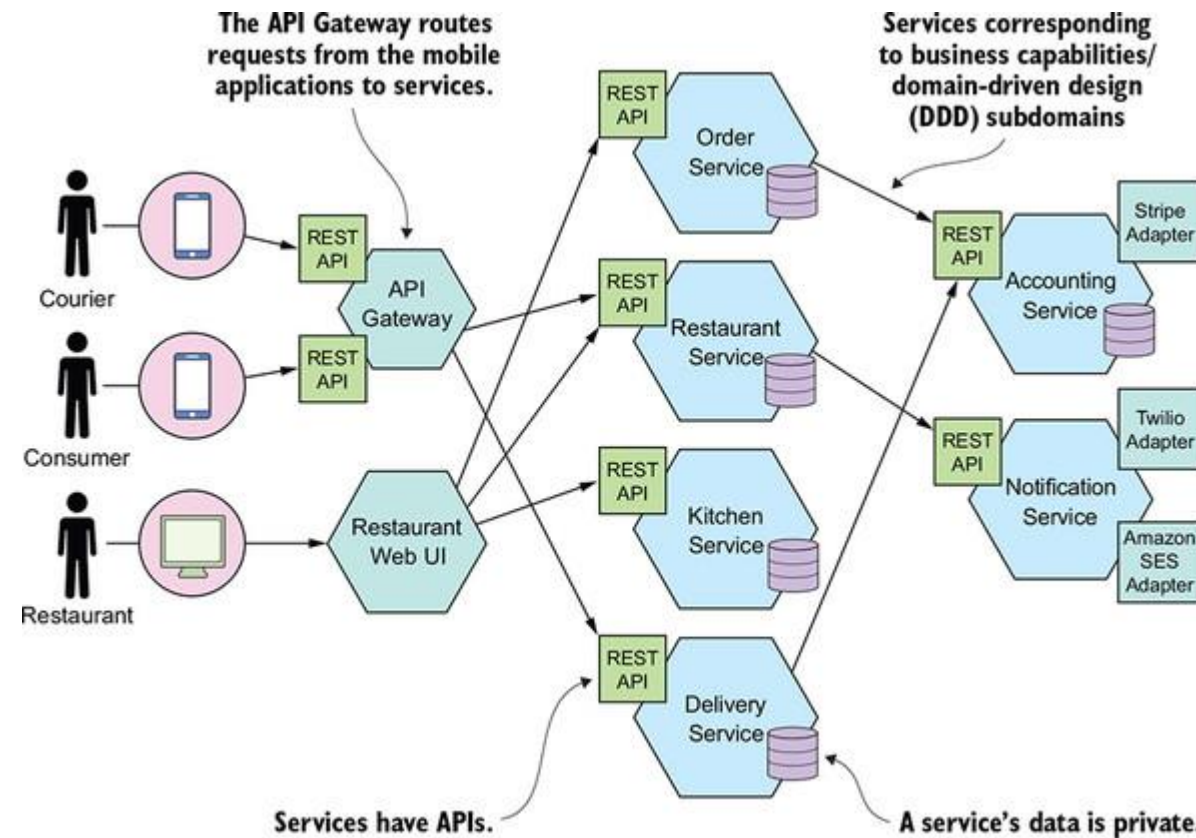 The API Gateway routes
requests from the mobile
applications to services.
Services corresponding
to business capabilities/
domain-driven design
(DDD) subdomains
REST
API
Order
Service
Courier
REST
API
API
Gateway
REST
API
Consumer
REST
API
Restaurant
Service
REST
API
Accounting
Service
Stripe
Adapter
Restaurant
Restaurant
Web UI
REST
API
Kitchen
Service
REST
API
Notification
Service
Twilio
Adapter
Amazon
SES
Adapter
REST
API
Delivery
Service
Services have APIs.
A service's data is private.